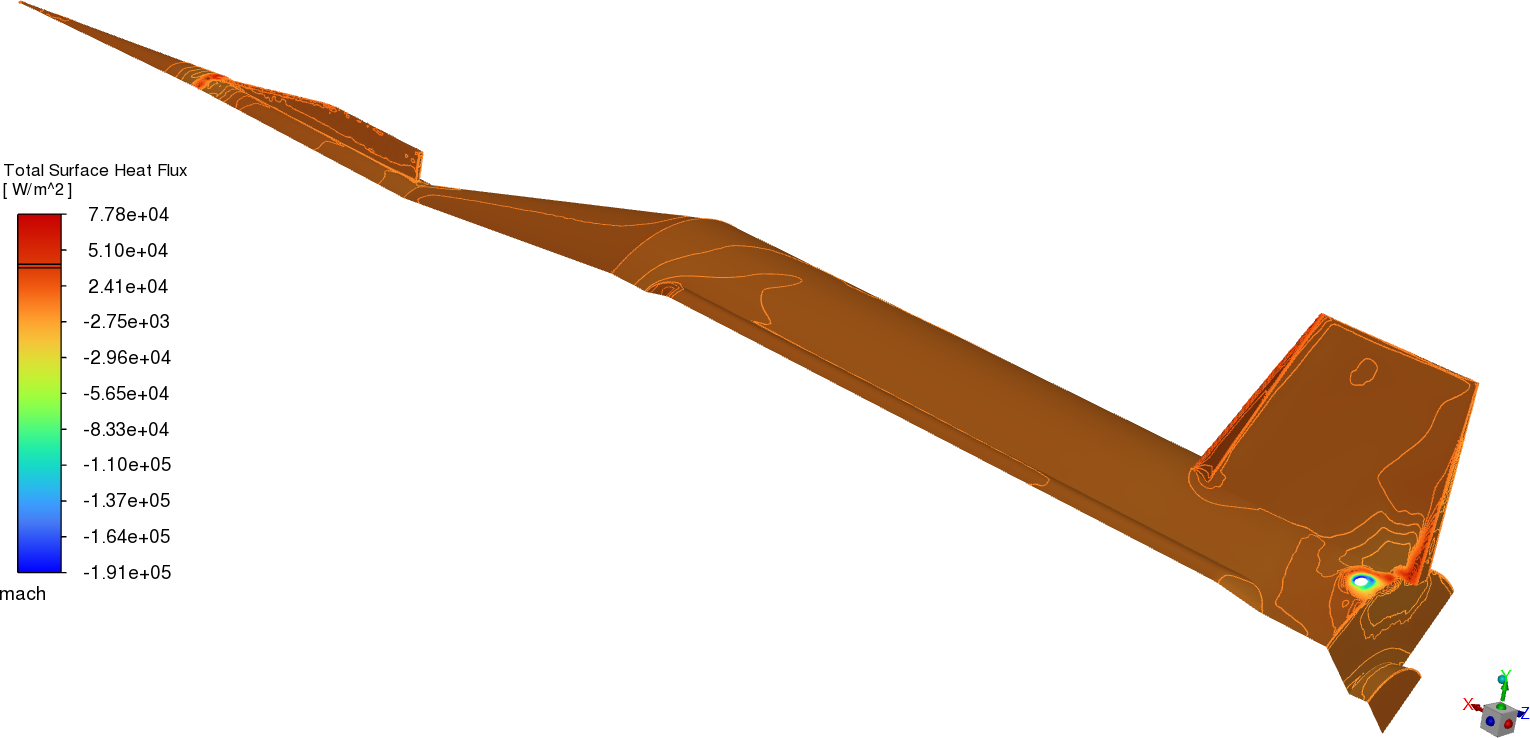 Total Surface Heat Flux
[ W/m^2 ]
7.78e+04
5.10e+04
2.41e+04
-2.75e+03
-2.96e+04
-5.65e+04
-8.33e+04
-1.10e+05
-1.37e+05
-1.64e+05
-1.91e+05
mach
Y
X
Z